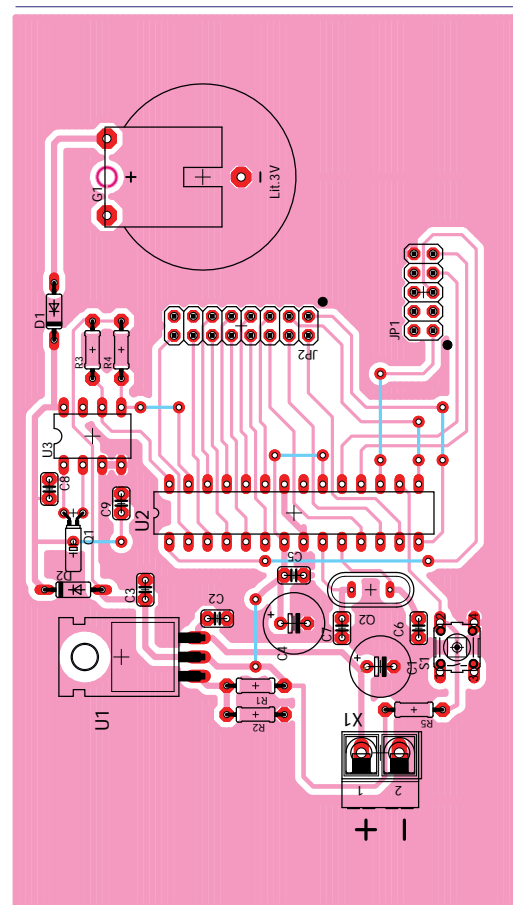 +
G1
−
Lit.3V
D1
JP1
R3
R4
JP2
U3
C8
C9
U2
Q1
D2
C3
C5
C2
Q2
C4
C7
C6
S1
+
+
C1
U1
R1
R2
R5
X1
1
2
+
−